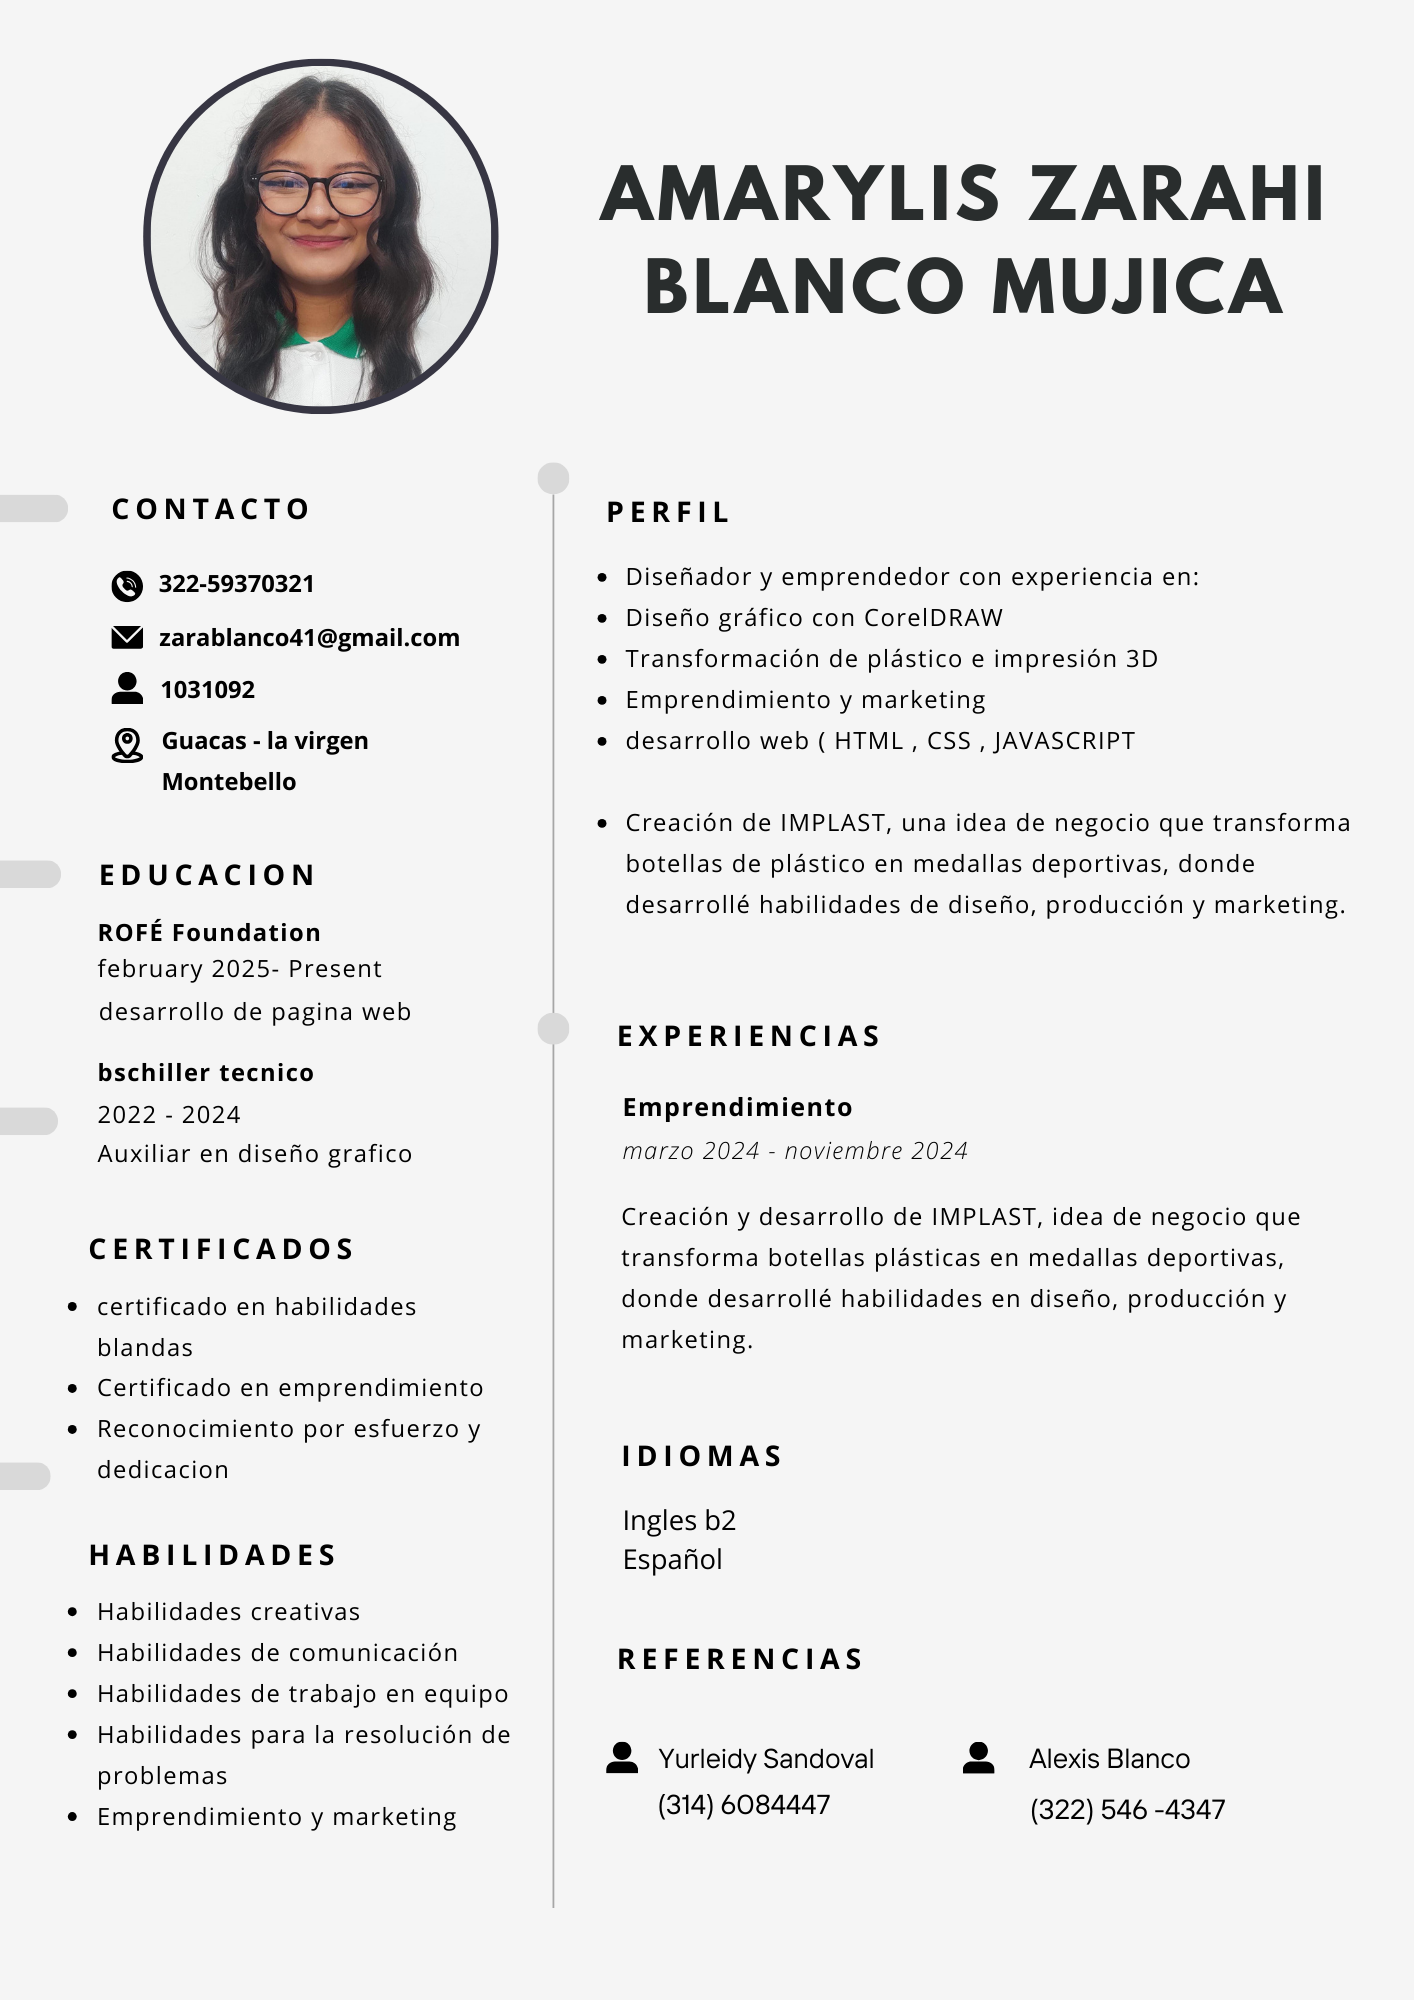 AMARYLIS ZARAHI
BLANCO MUJICA
CONTACTO
322-59370321
zarablanco41@gmail.com
1031092
Guacas - la virgen
Montebello
EDUCACION
ROFÉ Foundation
february 2025- Present
desarrollo de pagina web
bschiller tecnico
2022 - 2024
Auxiliar en diseño grafico
CERTIFICADOS
• certificado en habilidades
blandas
• Certificado en emprendimiento
• Reconocimiento por esfuerzo y
dedicacion
HABILIDADES
• Habilidades creativas
• Habilidades de comunicación
• Habilidades de trabajo en equipo
• Habilidades para la resolución de
problemas
• Emprendimiento y marketing
PERFIL
• Diseñador y emprendedor con experiencia en:
• Diseño gráfico con CorelDRAW
• Transformación de plástico e impresión 3D
• Emprendimiento y marketing
• desarrollo web ( HTML , CSS , JAVASCRIPT
• Creación de IMPLAST, una idea de negocio que transforma
botellas de plástico en medallas deportivas, donde
desarrollé habilidades de diseño, producción y marketing.
EXPERIENCIAS
Emprendimiento
marzo 2024 - noviembre 2024
Creación y desarrollo de IMPLAST, idea de negocio que
transforma botellas plásticas en medallas deportivas,
donde desarrollé habilidades en diseño, producción y
marketing.
IDIOMAS
Ingles b2
Español
REFERENCIAS
Yurleidy Sandoval
(314) 6084447
Alexis Blanco
(322) 546 -4347